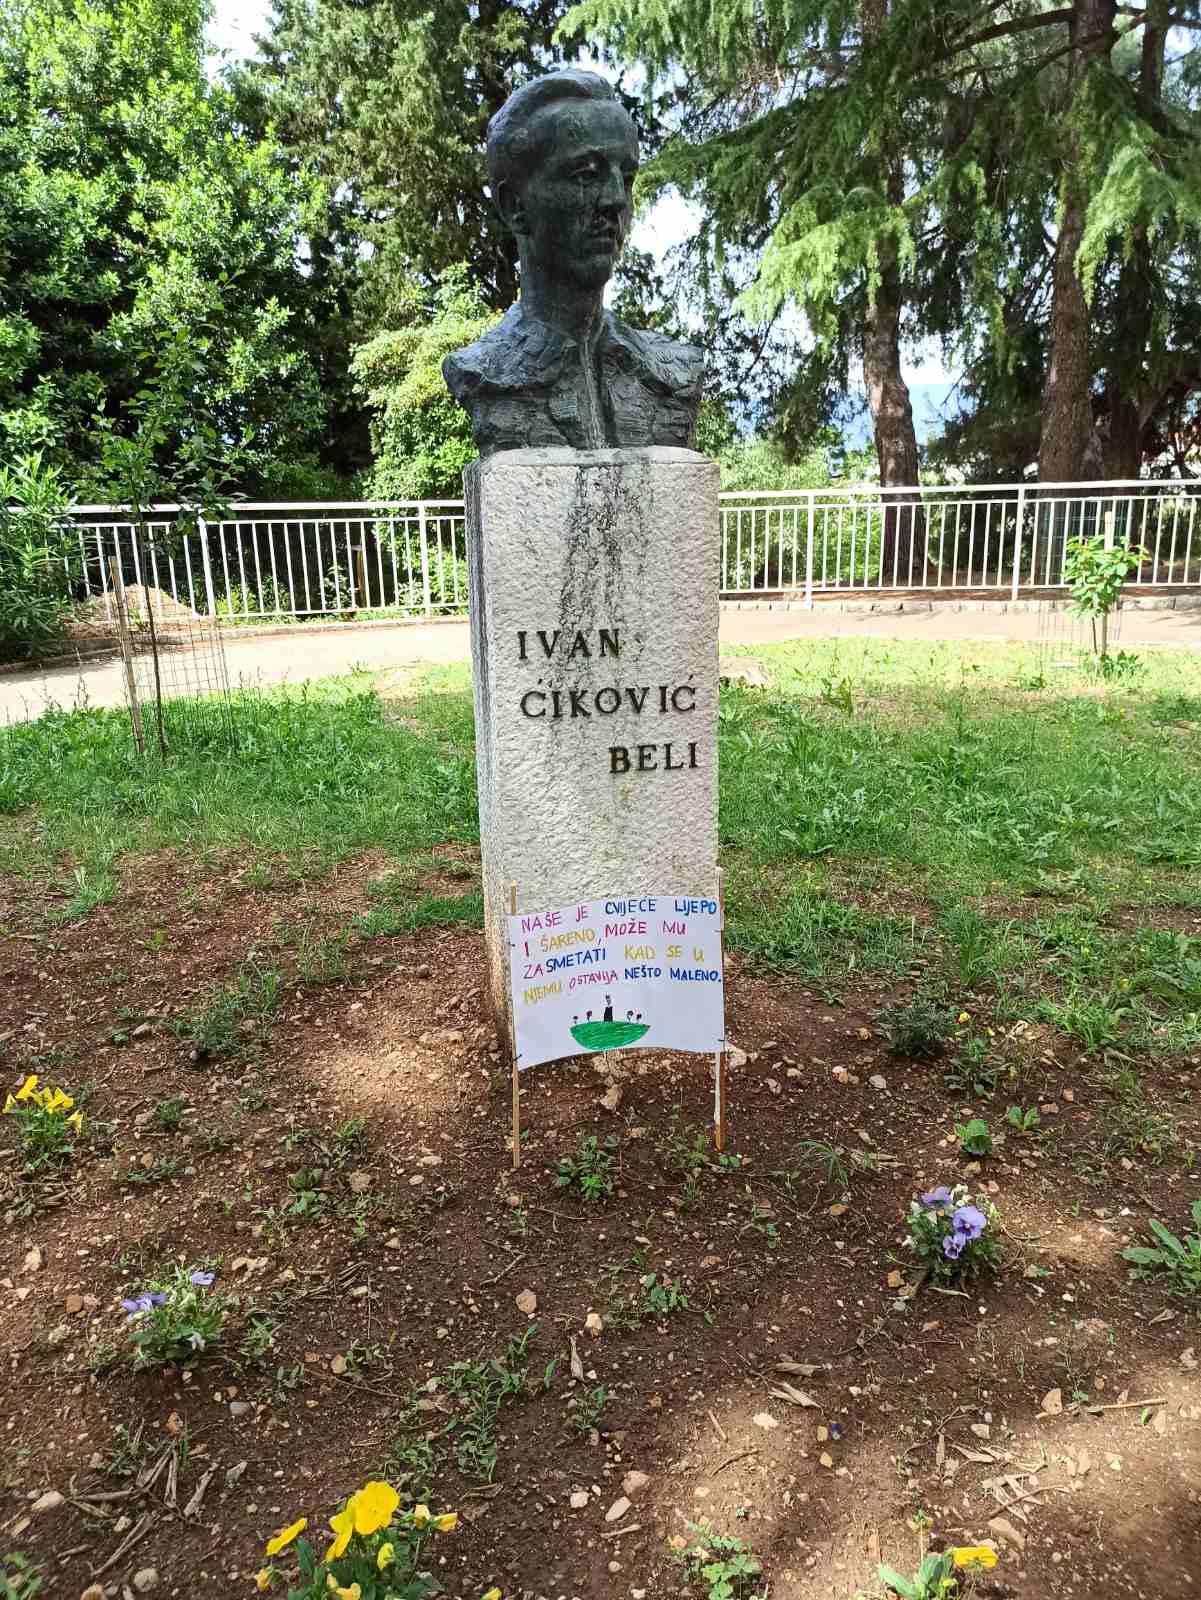 IVAN
ĆIKOVIĆ
BELI
NAŠE JE CVIJEĆE LIJEPO
I ŠARENO, MOŽE MU
ZASMETATI KAD SE U
NJEMU OSTAVIJA NEŠTO MALENO.